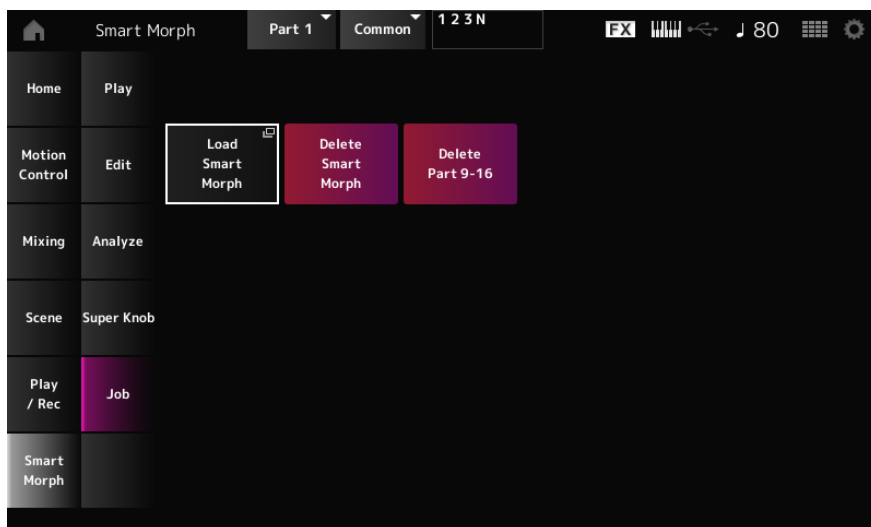 Smart Morph
Part 1
Common
1 2 3 N
FX
80
Home
Play
Motion
Control
Edit
Load
Smart
Morph
Delete
Smart
Morph
Delete
Part 9-16
Mixing
Analyze
Scene
Super Knob
Play
/ Rec
Job
Smart
Morph